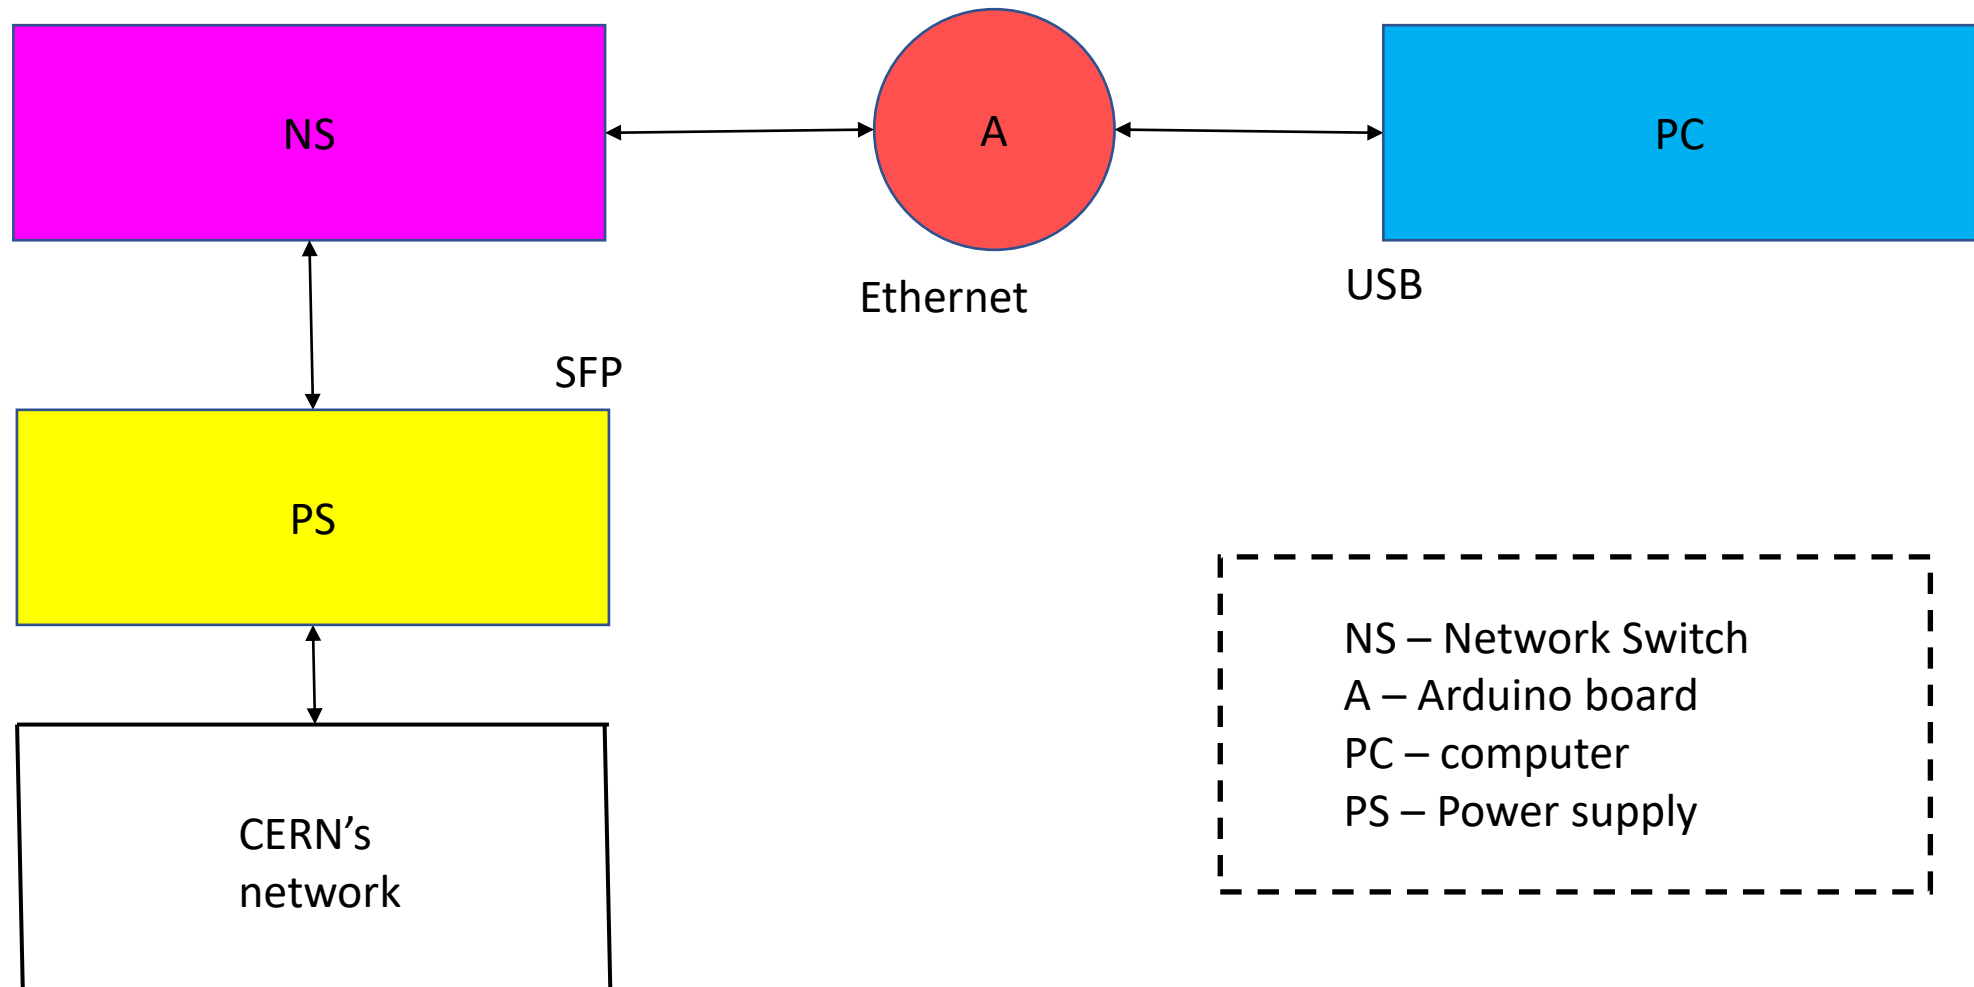 NS
A
PC
Ethernet
USB
SFP
PS
NS – Network Switch
A – Arduino board
PC – computer
PS – Power supply
CERN’s
network